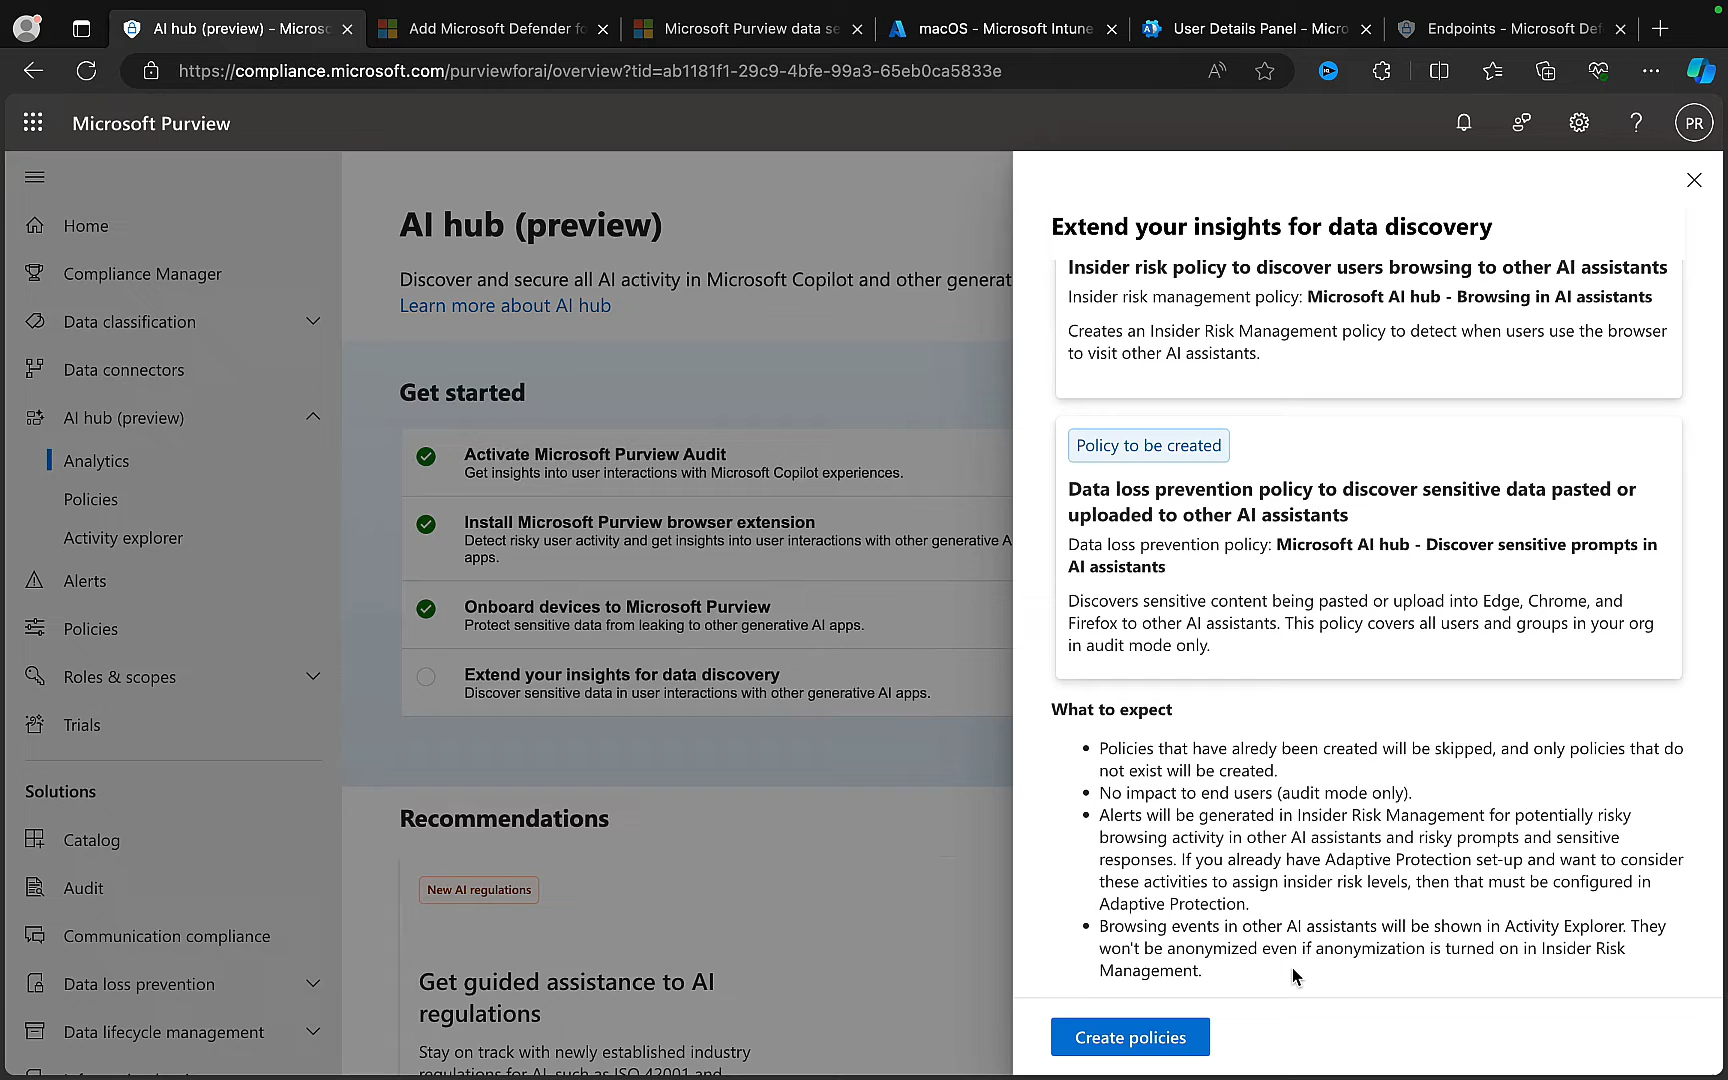 AI hub (preview) – Microsc
Add Microsoft Defender fo
Microsoft Purview data se
macOS - Microsoft Intune
User Details Panel - Micro
Endpoints - Microsoft Def
https://compliance.microsoft.com/purviewforai/overview?tid=ab1181f1-29c9-4bfe-99a3-65eb0ca5833e
Microsoft Purview
PR
Home
Compliance Manager
Data classification
Data connectors
AI hub (preview)
Analytics
Policies
Activity explorer
Alerts
Policies
Roles & scopes
Trials
Solutions
Catalog
Audit
Communication compliance
Data loss prevention
Data lifecycle management
AI hub (preview)
Discover and secure all AI activity in Microsoft Copilot and other generat
Learn more about AI hub
Get started
Activate Microsoft Purview Audit
Get insights into user interactions with Microsoft Copilot experiences.
Install Microsoft Purview browser extension
Detect risky user activity and get insights into user interactions with other generative A
apps.
Onboard devices to Microsoft Purview
Protect sensitive data from leaking to other generative AI apps.
Extend your insights for data discovery
Discover sensitive data in user interactions with other generative AI apps.
Recommendations
New AI regulations
Get guided assistance to AI
regulations
Stay on track with newly established industry
regulations for AI, such as ISO 42001 and
Extend your insights for data discovery
Insider risk policy to discover users browsing to other AI assistants
Insider risk management policy: Microsoft AI hub - Browsing in AI assistants
Creates an Insider Risk Management policy to detect when users use the browser
to visit other AI assistants.
Policy to be created
Data loss prevention policy to discover sensitive data pasted or
uploaded to other AI assistants
Data loss prevention policy: Microsoft AI hub - Discover sensitive prompts in
AI assistants
Discovers sensitive content being pasted or upload into Edge, Chrome, and
Firefox to other AI assistants. This policy covers all users and groups in your org
in audit mode only.
What to expect
• Policies that have alredy been created will be skipped, and only policies that do
not exist will be created.
• No impact to end users (audit mode only).
• Alerts will be generated in Insider Risk Management for potentially risky
browsing activity in other AI assistants and risky prompts and sensitive
responses. If you already have Adaptive Protection set-up and want to consider
these activities to assign insider risk levels, then that must be configured in
Adaptive Protection.
• Browsing events in other AI assistants will be shown in Activity Explorer. They
won't be anonymized even if anonymization is turned on in Insider Risk
Management.
Create policies